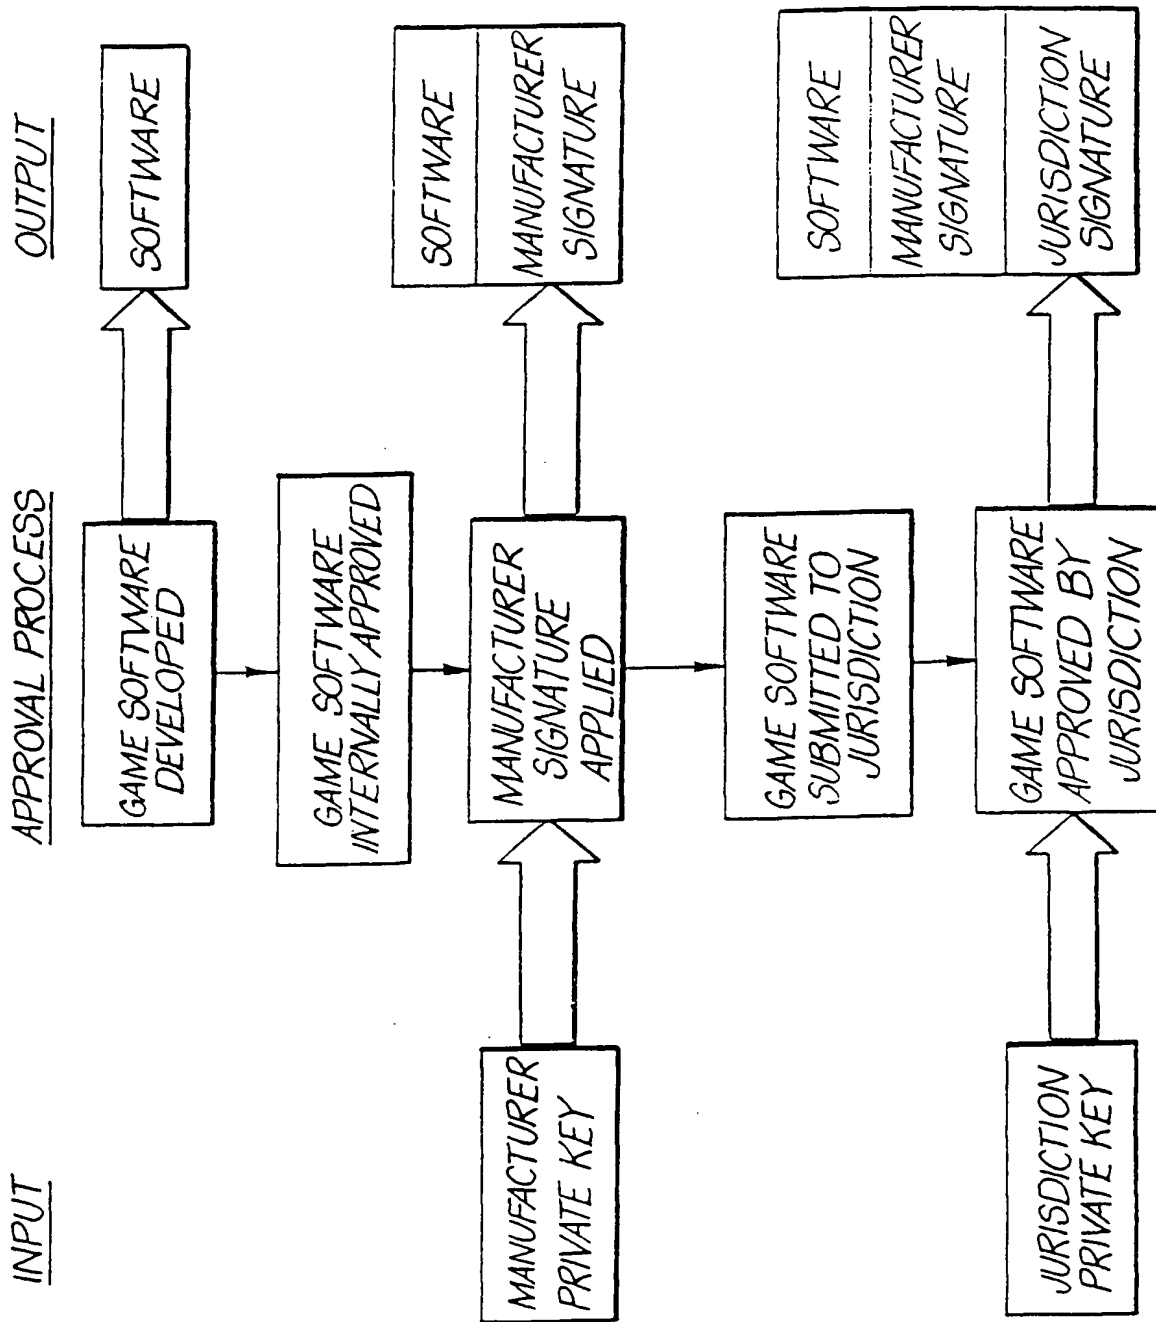 INPUT
APPROVAL PROCESS
OUTPUT
GAME SOFTWARE
DEVELOPED
SOFTWARE
GAME SOFTWARE
INTERNALLY APPROVED
MANUFACTURER
PRIVATE KEY
MANUFACTURER
SIGNATURE
APPLIED
SOFTWARE
MANUFACTURER
SIGNATURE
GAME SOFTWARE
SUBMITTED TO
JURISDICTION
JURISDICTION
PRIVATE KEY
GAME SOFTWARE
APPROVED BY
JURISDICTION
SOFTWARE
MANUFACTURER
SIGNATURE
JURISDICTION
SIGNATURE